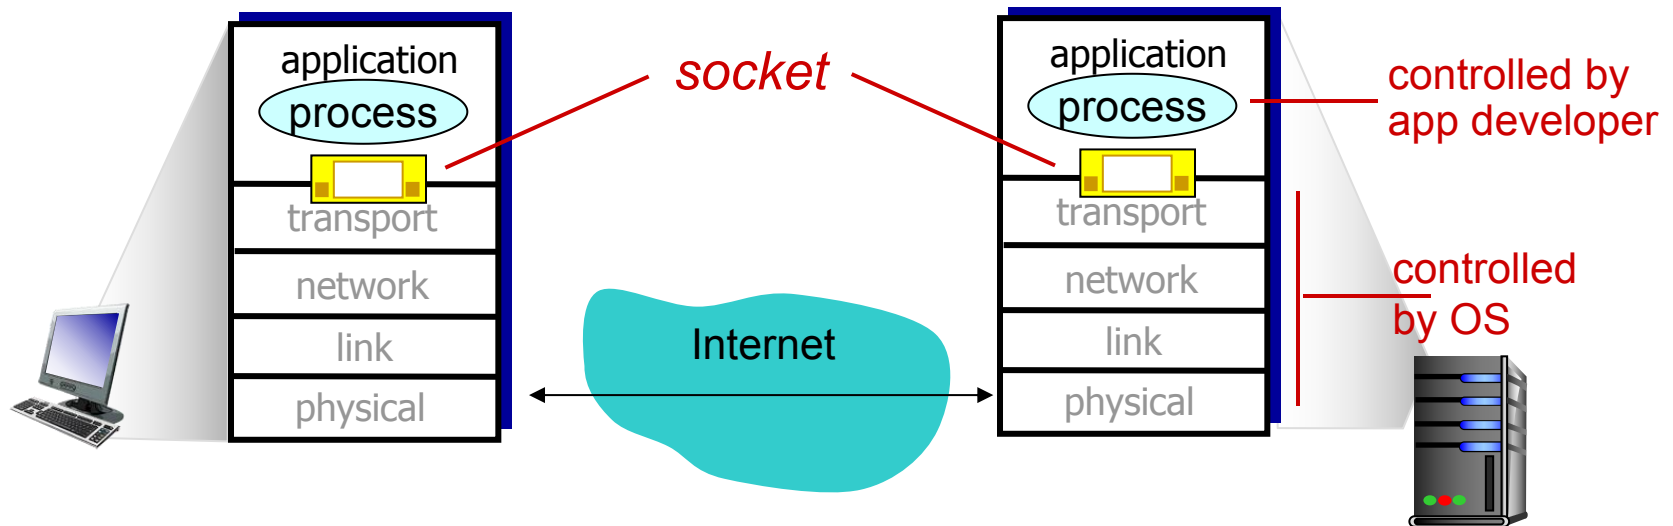 application
process
transport
network
link
physical
socket
Internet
application
process
transport
network
link
physical
controlled by
app developer
controlled
by OS